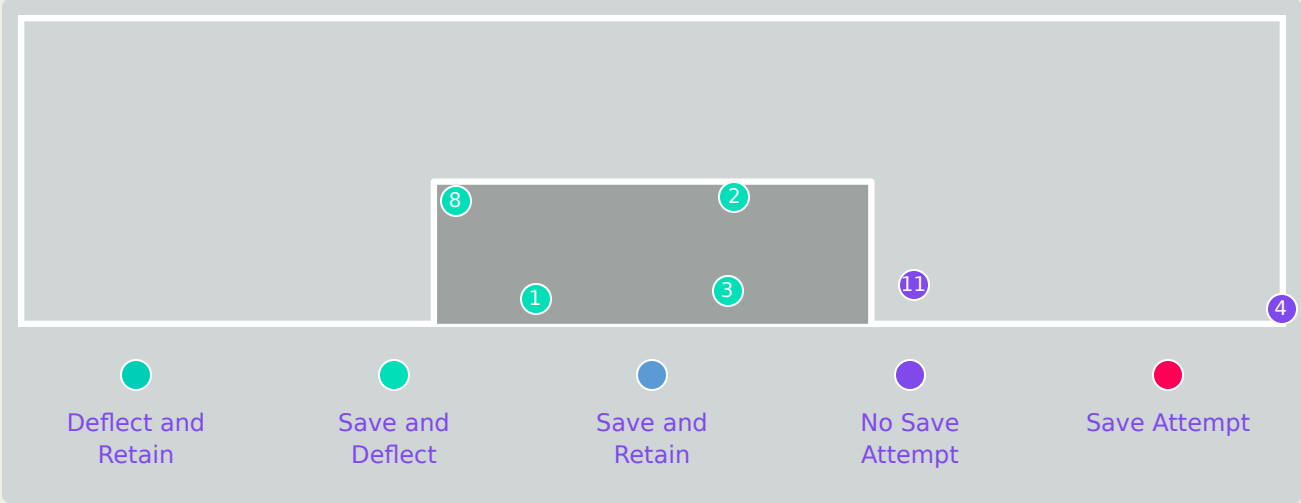 8
2
1
3
11
4
Deflect and
Retain
Save and
Deflect
Save and
Retain
No Save
Attempt
Save Attempt